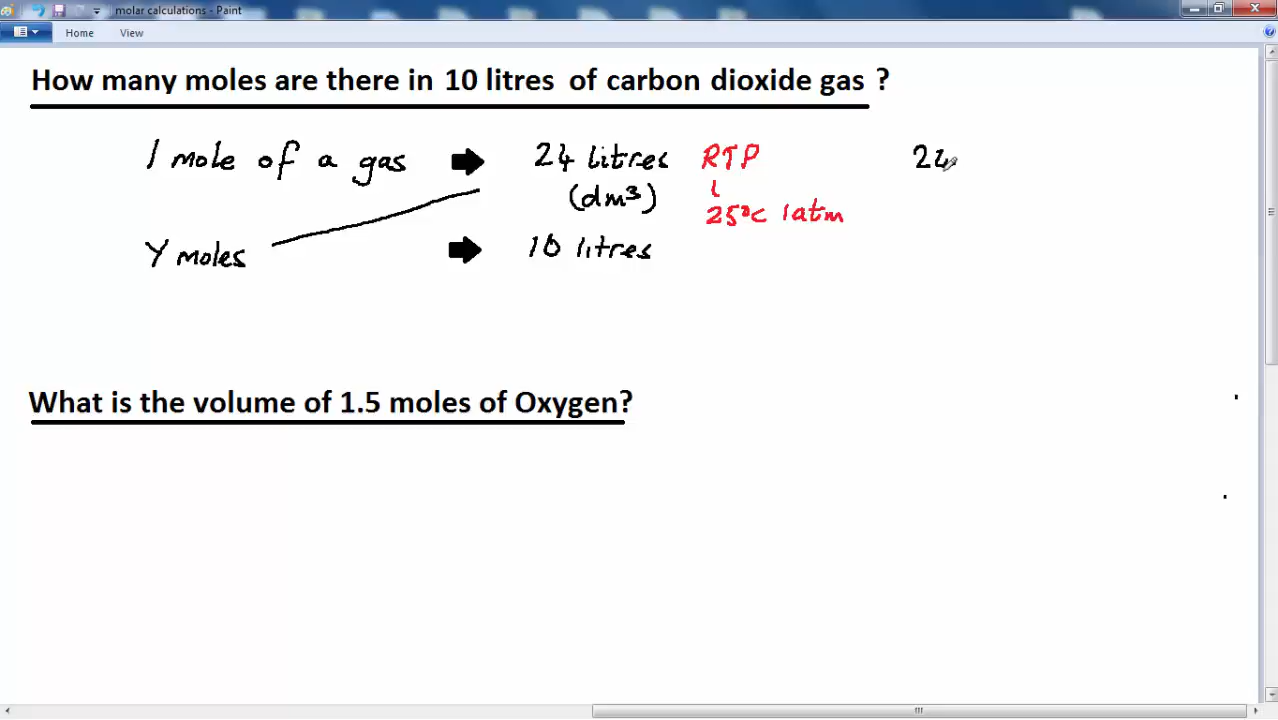 molar calculations - Paint
Home View
How many moles are there in 10 litres of carbon dioxide gas ?
1 mole of a gas 24 litres RTP 24
(dm³)
25°C 1atm
Y moles 10 litres
What is the volume of 1.5 moles of Oxygen?